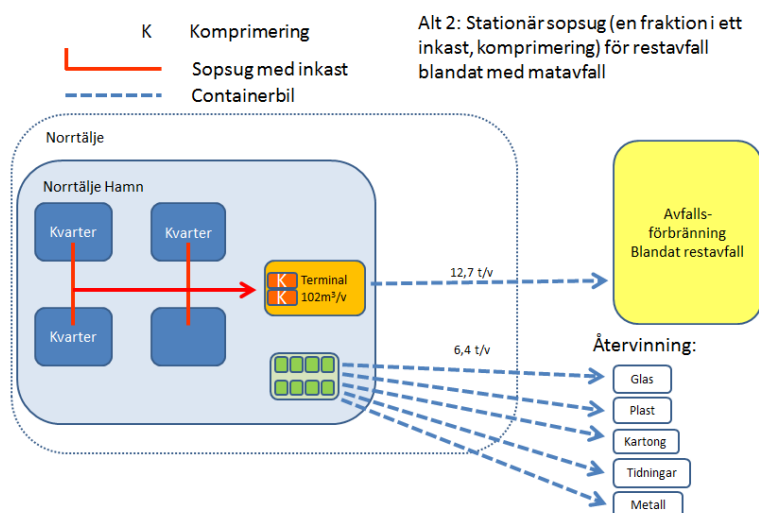 K Komprimering
Sopsug med inkast
Containerbil
Alt 2: Stationär sopsug (en fraktion i ett
inkast, komprimering) för restavfall
blandat med matavfall
Norrtälje
Norrtälje Hamn
Kvarter
Kvarter
Kvarter
K
K
Terminal
102m³/v
12,7 t/v
6,4 t/v
Avfalls-
förbränning
Blandat restavfall
Återvinning:
Glas
Plast
Kartong
Tidningar
Metall